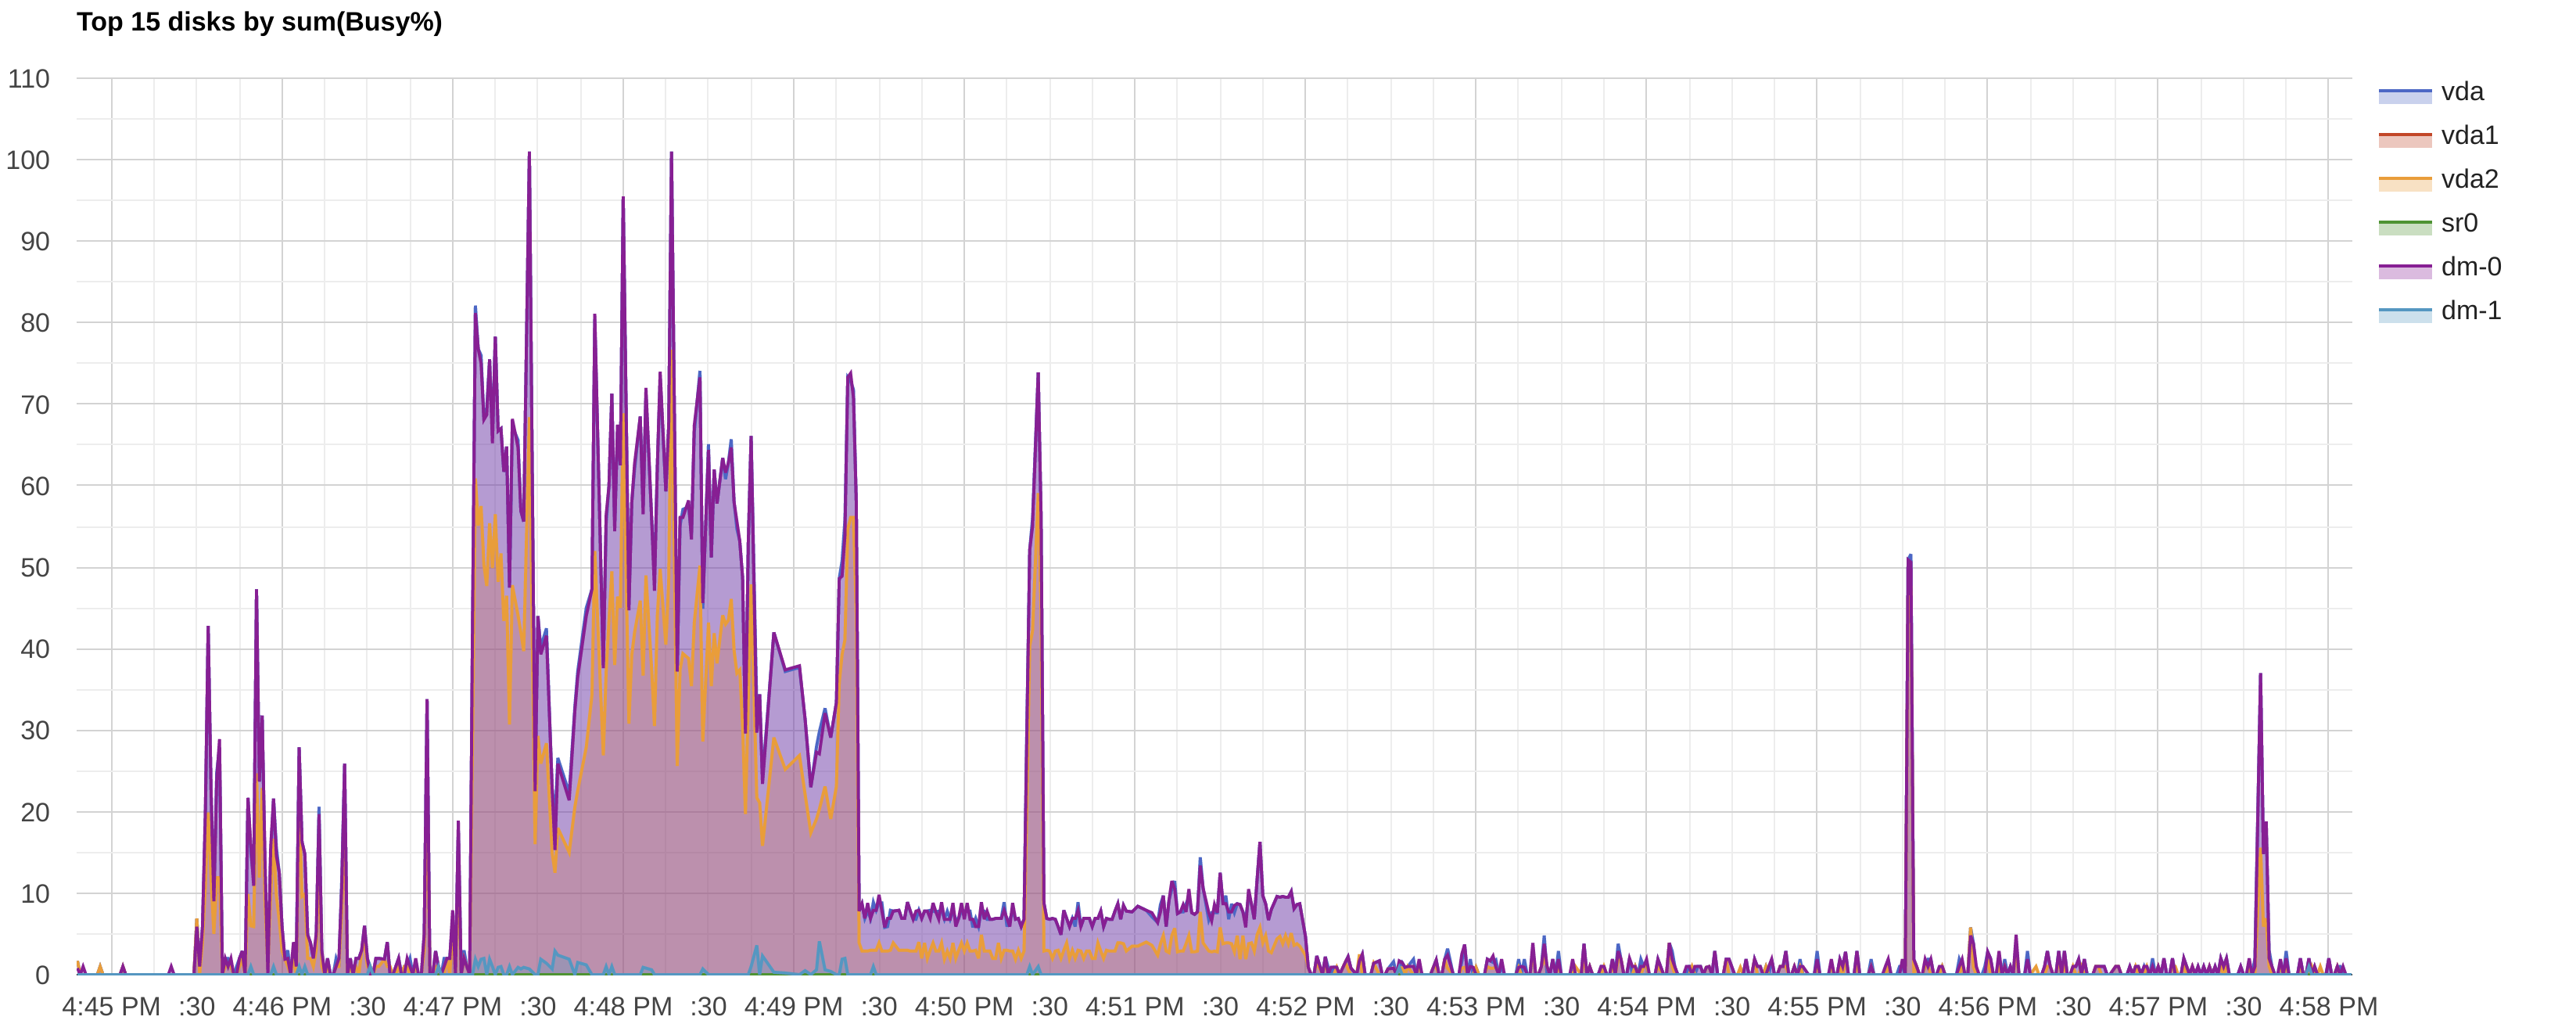 Top 15 disks by sum(Busy%)
110
100
90
80
70
60
50
40
30
20
10
0
4:45 PM :30 4:46 PM :30 4:47 PM :30 4:48 PM :30 4:49 PM :30 4:50 PM :30 4:51 PM :30 4:52 PM :30 4:53 PM :30 4:54 PM :30 4:55 PM :30 4:56 PM :30 4:57 PM :30 4:58 PM
vda
vda1
vda2
sr0
dm-0
dm-1